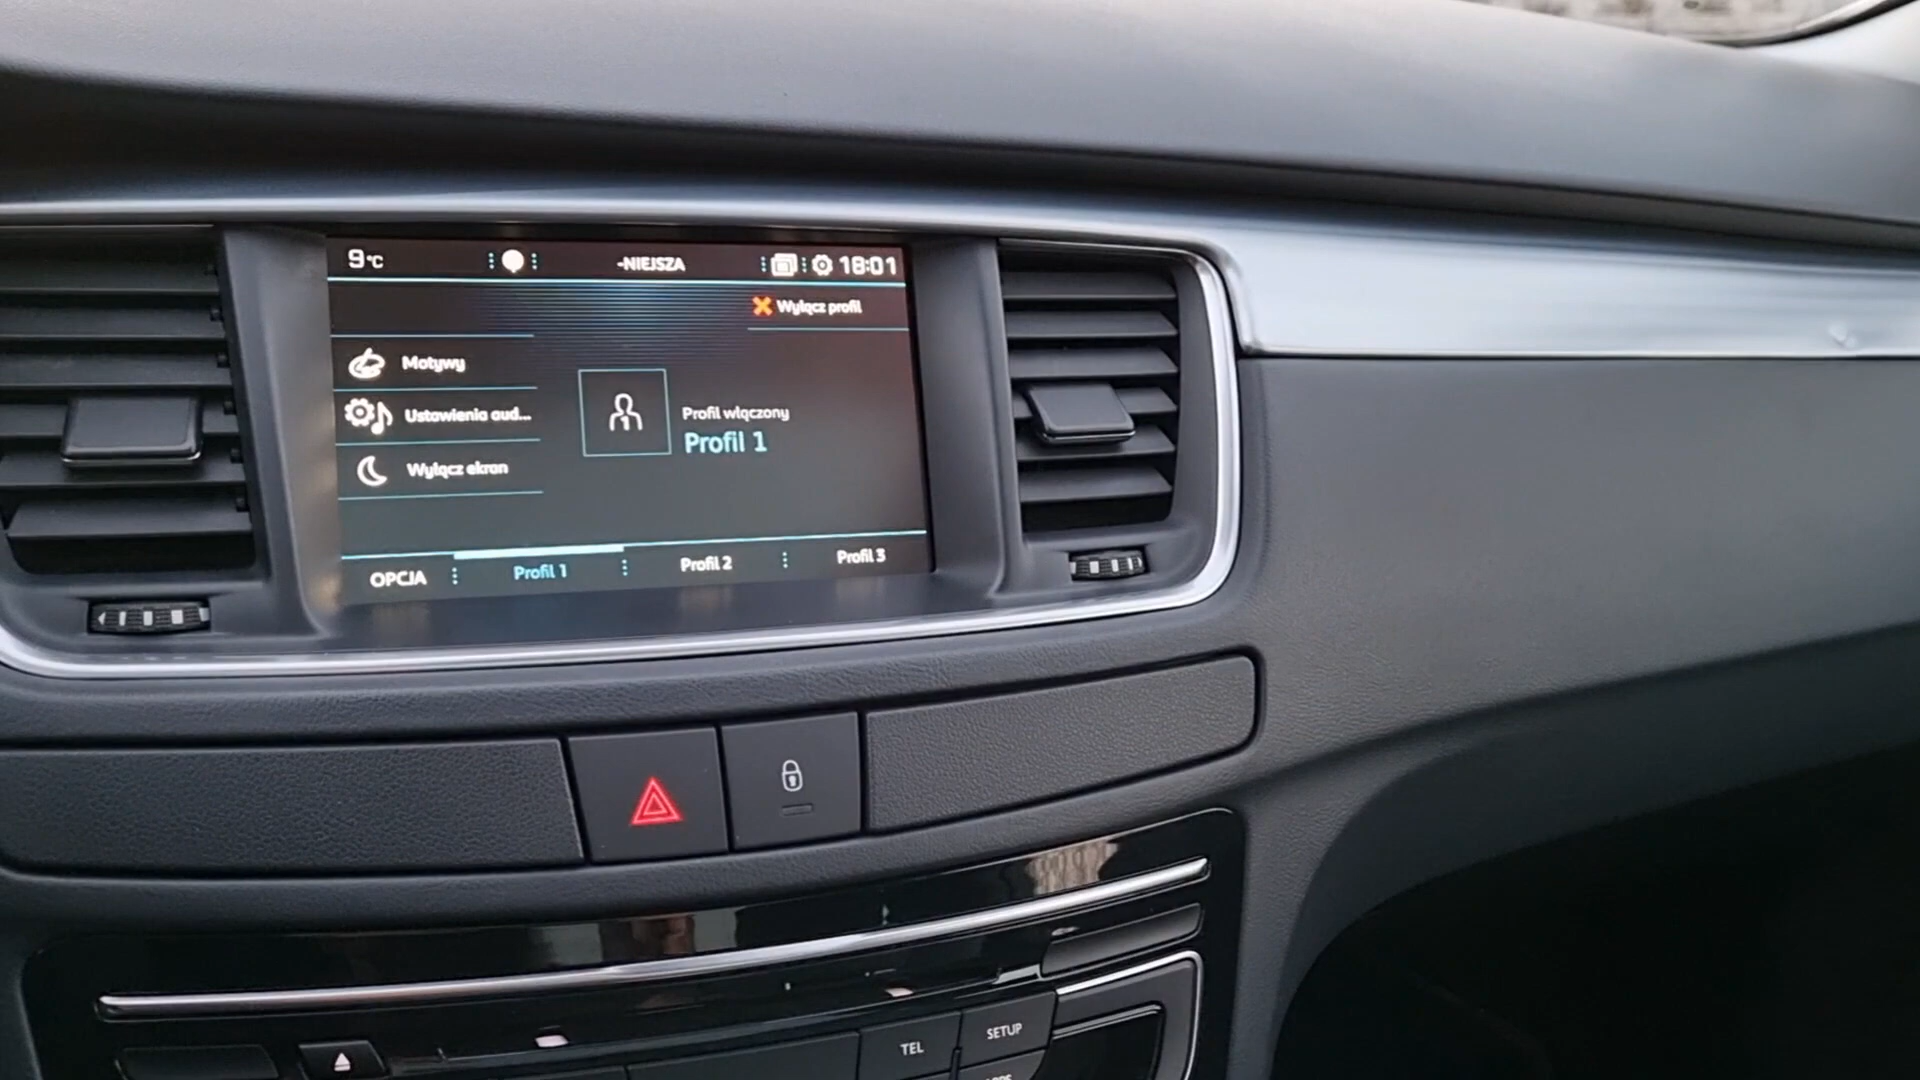 9°C
-NIEJSZA
18:01
Wyłącz profil
Motywy
Ustawienia aud...
Wyłącz ekran
Profil włączony
Profil 1
OPCJA
Profil 1
Profil 2
Profil 3
TEL
SETUP